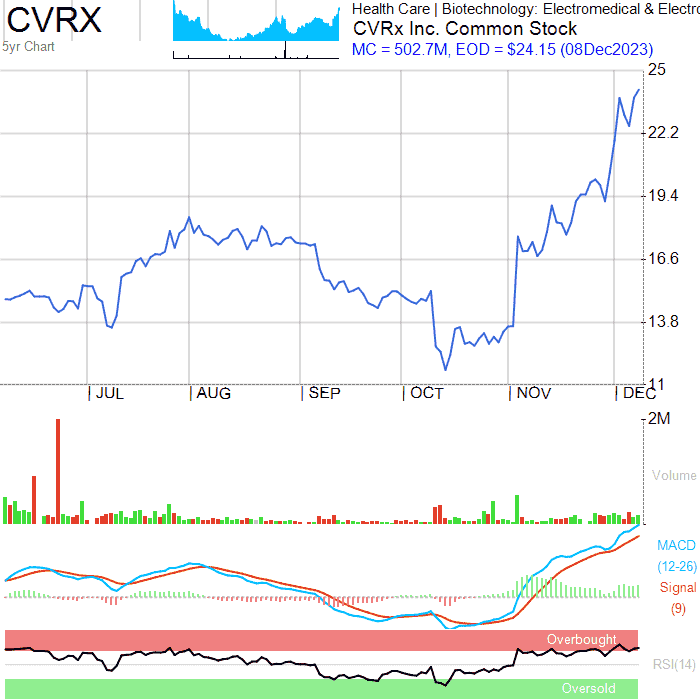 CVRX
5yr Chart
Health Care | Biotechnology: Electromedical & Electro
CVRx Inc. Common Stock
MC = 502.7M, EOD = $24.15 (08Dec2023)
25
22.2
19.4
16.6
13.8
11
JUL
AUG
SEP
OCT
NOV
DEC
2M
Volume
MACD
(12-26)
Signal
(9)
Overbought
RSI(14)
Oversold